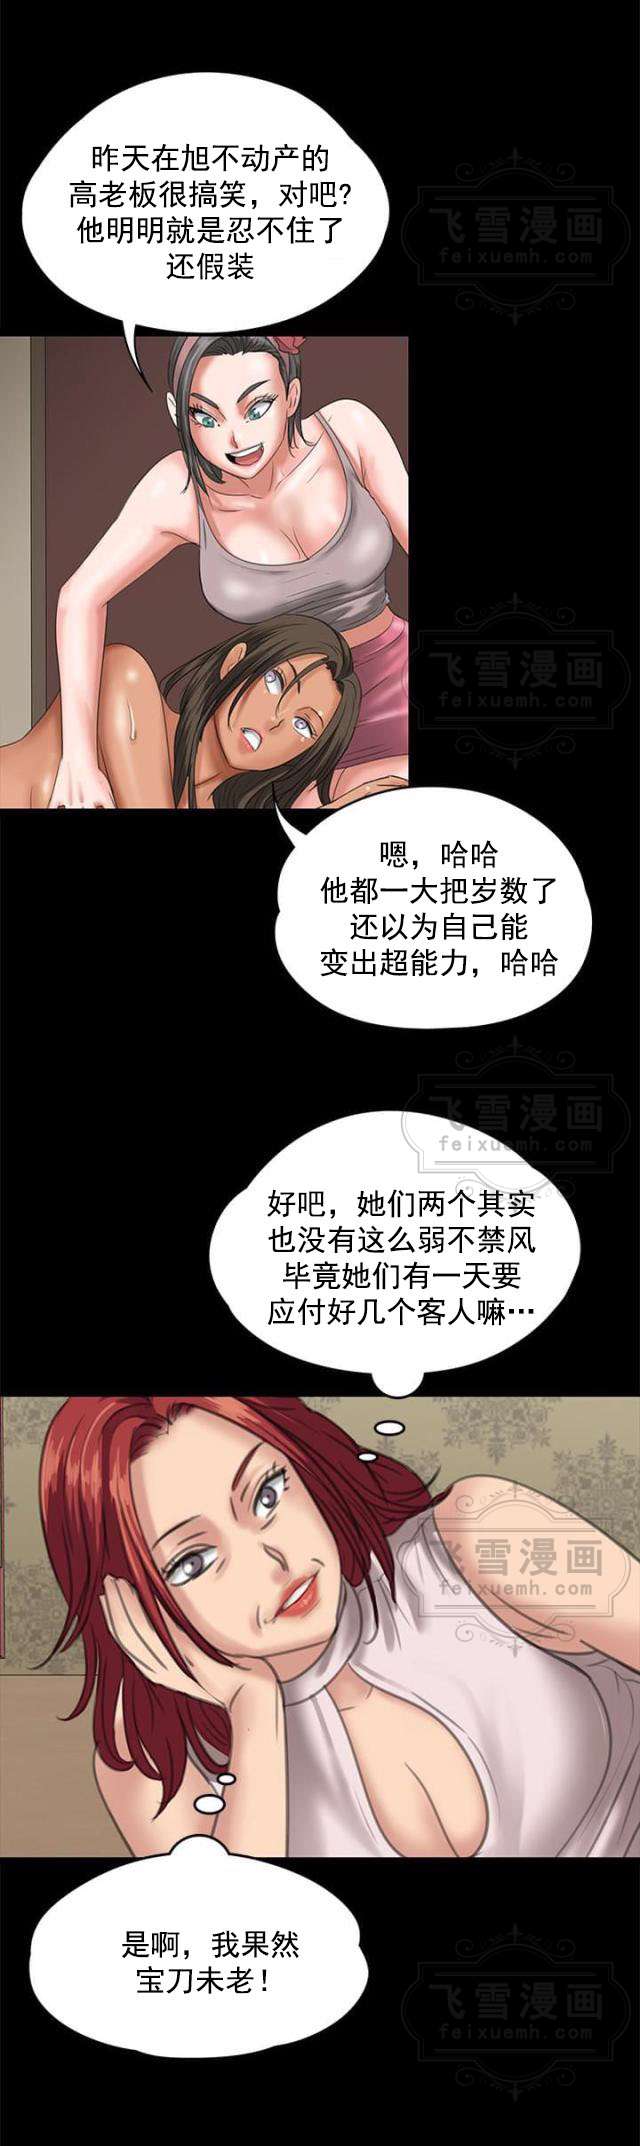 昨天在旭不动产的
高老板很搞笑，对吧?
他明明就是忍不住了
还假装
飞雪漫画
feixuemh.com
飞雪漫画
feixuemh.com
嗯，哈哈
他都一大把岁数了
还以为自己能
变出超能力，哈哈
飞雪漫画
feixuemh.com
好吧，她们两个其实
也没有这么弱不禁风
毕竟她们有一天要
应付好几个客人嘛…
飞雪漫画
feixuemh.com
是啊，我果然
宝刀未老!
飞雪漫画
feixuemh.com